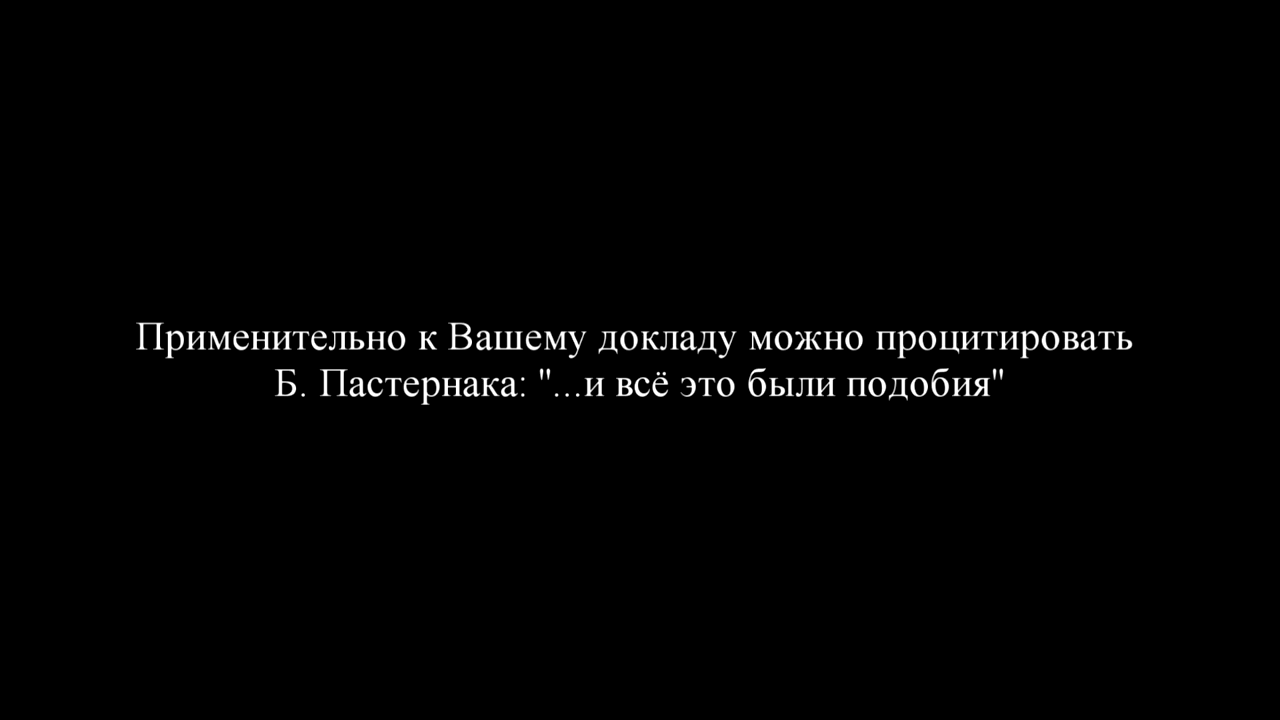 Применительно к Вашему докладу можно процитировать
Б. Пастернака: "...и всё это были подобия"